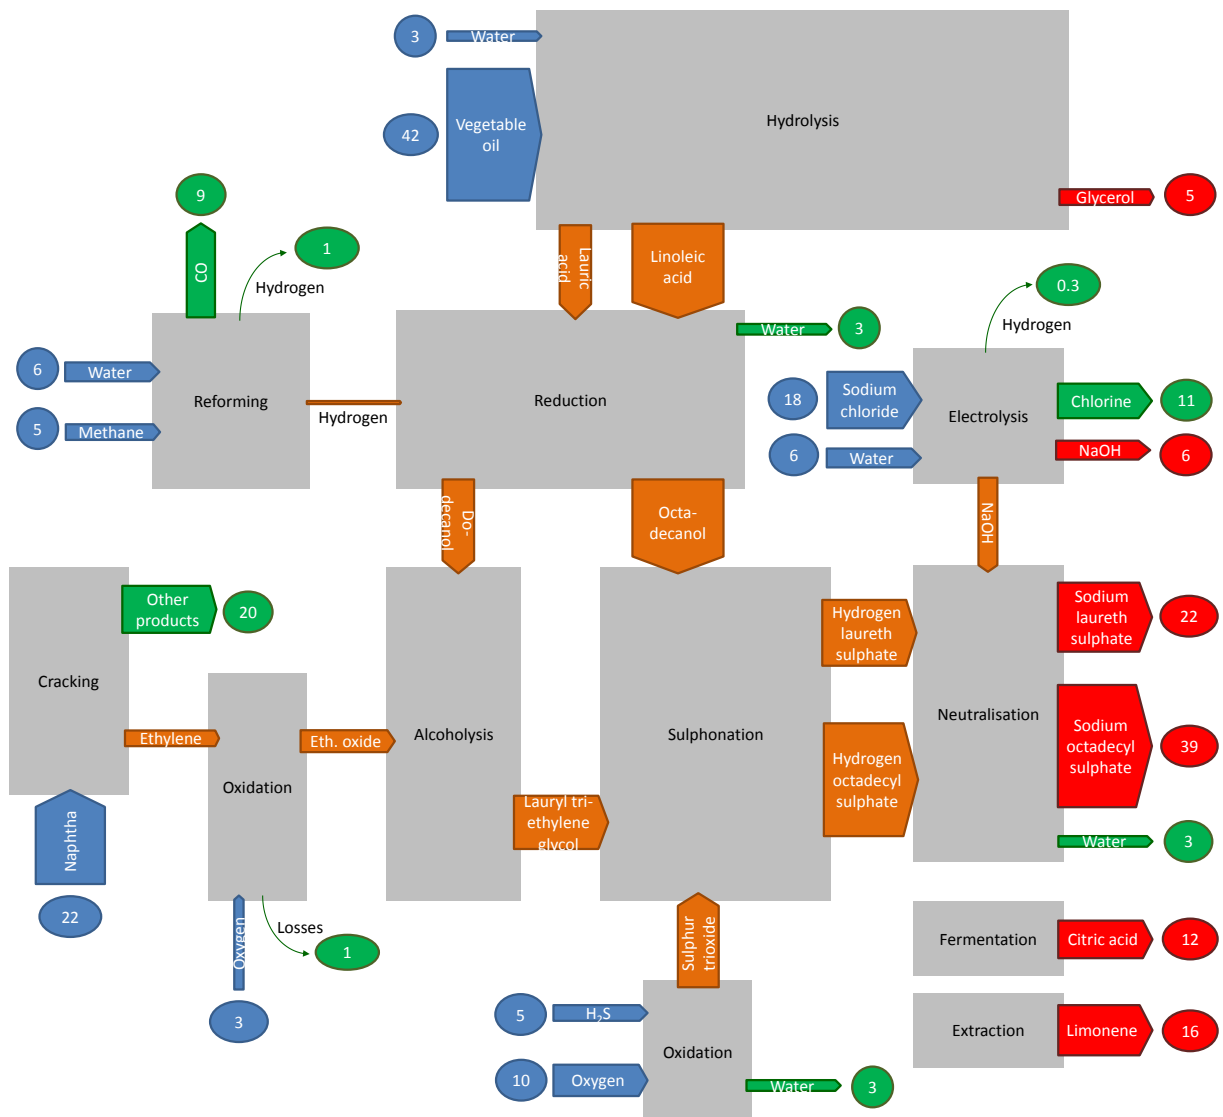 3
Water
42
Vegetable
oil
Hydrolysis
Glycerol
5
9
CO
1
Hydrogen
Lauric
acid
Linoleic
acid
0.3
Hydrogen
6
Water
5
Methane
Reforming
Hydrogen
Reduction
Water
3
18
Sodium
chloride
6
Water
Electrolysis
Chlorine
11
NaOH
6
Do-
decanol
Octa-
decanol
NaOH
Other
products
20
Cracking
Ethylene
Naphtha
22
Oxidation
Oxygen
3
Losses
1
Eth. oxide
Alcoholysis
Lauryl tri-
ethylene
glycol
Sulphonation
Hydrogen
laureth
sulphate
Hydrogen
octadecyl
sulphate
Neutralisation
Sodium
laureth
sulphate
22
Sodium
octadecyl
sulphate
39
Water
3
Sulphur
trioxide
5
H₂S
10
Oxygen
Oxidation
Water
3
Fermentation
Citric acid
12
Extraction
Limonene
16